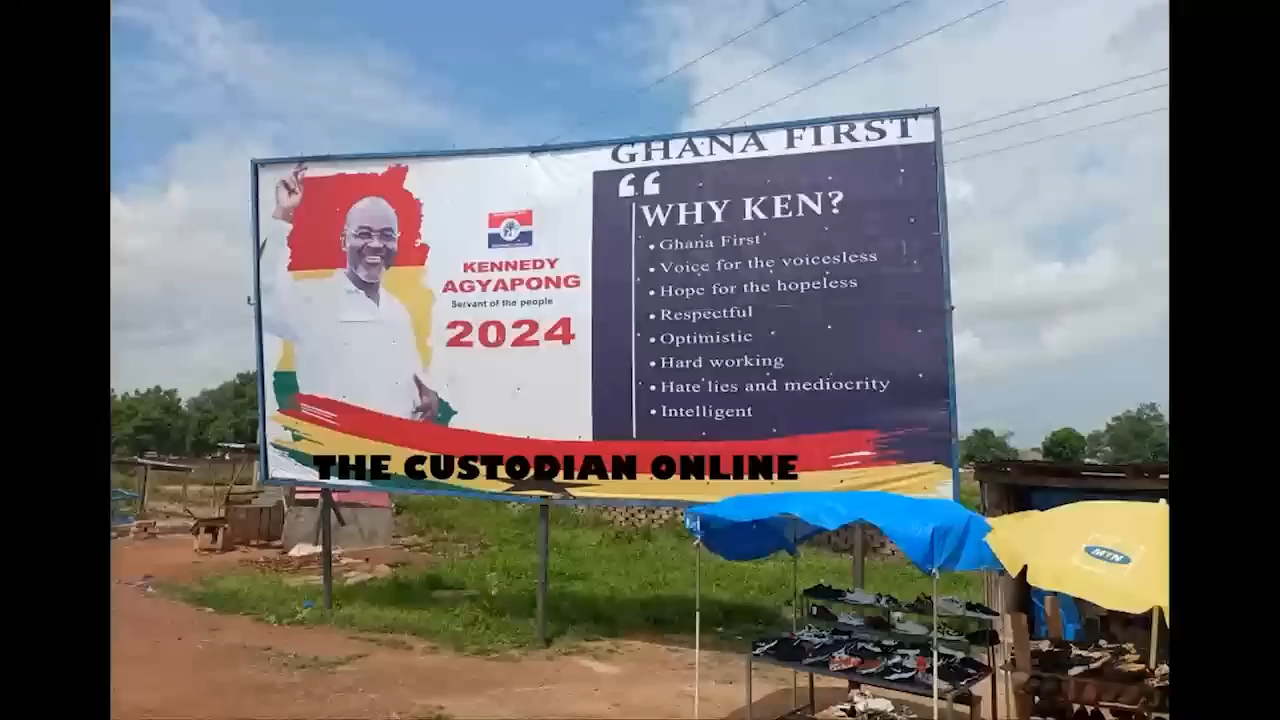 GHANA FIRST
“
WHY KEN?
• Ghana First
• Voice for the voicesless
• Hope for the hopeless
• Respectful
• Optimistic
• Hard working
• Hate lies and mediocrity
• Intelligent
KENNEDY
AGYAPONG
Servant of the people
2024
THE CUSTODIAN ONLINE
MTN